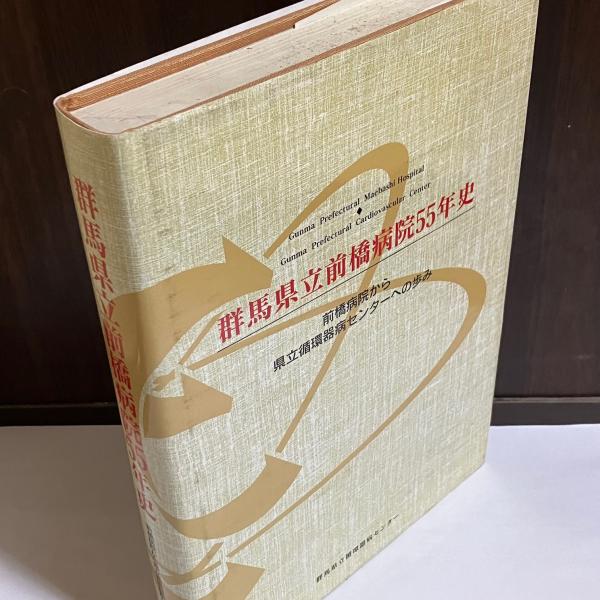 Gunma Prefectural Maebashi Hospital
Gunma Prefectural Cardiovascular Center
群馬県立前橋病院55年史
前橋病院から
県立循環器病センターへの歩み
群馬県立循環器病センター
群馬県立前橋病院55年史